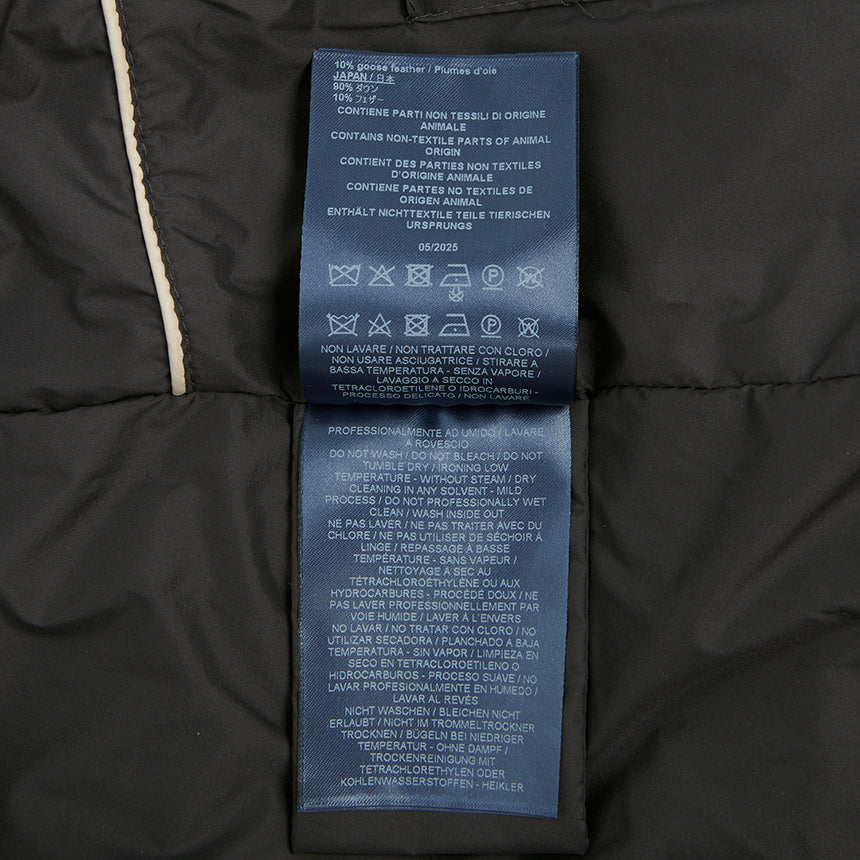 10% goose feather / Plumes d'oie
JAPAN / 日本
90% ダウン
10% フェザー
CONTIENE PARTI NON TESSILI DI ORIGINE
ANIMALE
CONTAINS NON-TEXTILE PARTS OF ANIMAL
ORIGIN
CONTIENT DES PARTIES NON TEXTILES
D'ORIGINE ANIMALE
CONTIENE PARTES NO TEXTILES DE
ORIGEN ANIMAL
ENTHÄLT NICHTTEXTILE TEILE TIERISCHEN
URSPRUNGS
05/2025
NON LAVARE / NON TRATTARE CON CLORO /
NON USARE ASCIUGATRICE / STIRARE A
BASSA TEMPERATURA - SENZA VAPORE /
LAVAGGIO A SECCO IN
TETRACLOROETILENE O IDROCARBURI -
PROCESSO DELICATO / NON LAVARE
PROFESSIONALMENTE AD UMIDO / LAVARE
A ROVESCIO
DO NOT WASH / DO NOT BLEACH / DO NOT
TUMBLE DRY / IRONING LOW
TEMPERATURE - WITHOUT STEAM / DRY
CLEANING IN ANY SOLVENT - MILD
PROCESS / DO NOT PROFESSIONALLY WET
CLEAN / WASH INSIDE OUT
NE PAS LAVER / NE PAS TRAITER AVEC DU
CHLORE / NE PAS UTILISER DE SÉCHOIR À
LINGE / REPASSAGE À BASSE
TEMPÉRATURE - SANS VAPEUR /
NETTOYAGE À SEC AU
TÉTRACHLOROÉTHYLÈNE OU AUX
HYDROCARBURES - PROCÉDÉ DOUX / NE
PAS LAVER PROFESSIONNELLEMENT PAR
VOIE HUMIDE / LAVER À L'ENVERS
NO LAVAR / NO TRATAR CON CLORO / NO
UTILIZAR SECADORA / PLANCHADO A BAJA
TEMPERATURA - SIN VAPOR / LIMPIEZA EN
SECO EN TETRACLOROETILENO O
HIDROCARBUROS - PROCESO SUAVE / NO
LAVAR PROFESIONALMENTE EN HÚMEDO /
LAVAR AL REVÉS
NICHT WASCHEN / BLEICHEN NICHT
ERLAUBT / NICHT IM TROMMELTROCKNER
TROCKNEN / BÜGELN BEI NIEDRIGER
TEMPERATUR - OHNE DAMPF /
TROCKENREINIGUNG MIT
TETRACHLORETHYLEN ODER
KOHLENWASSERSTOFFEN - HEIKLER